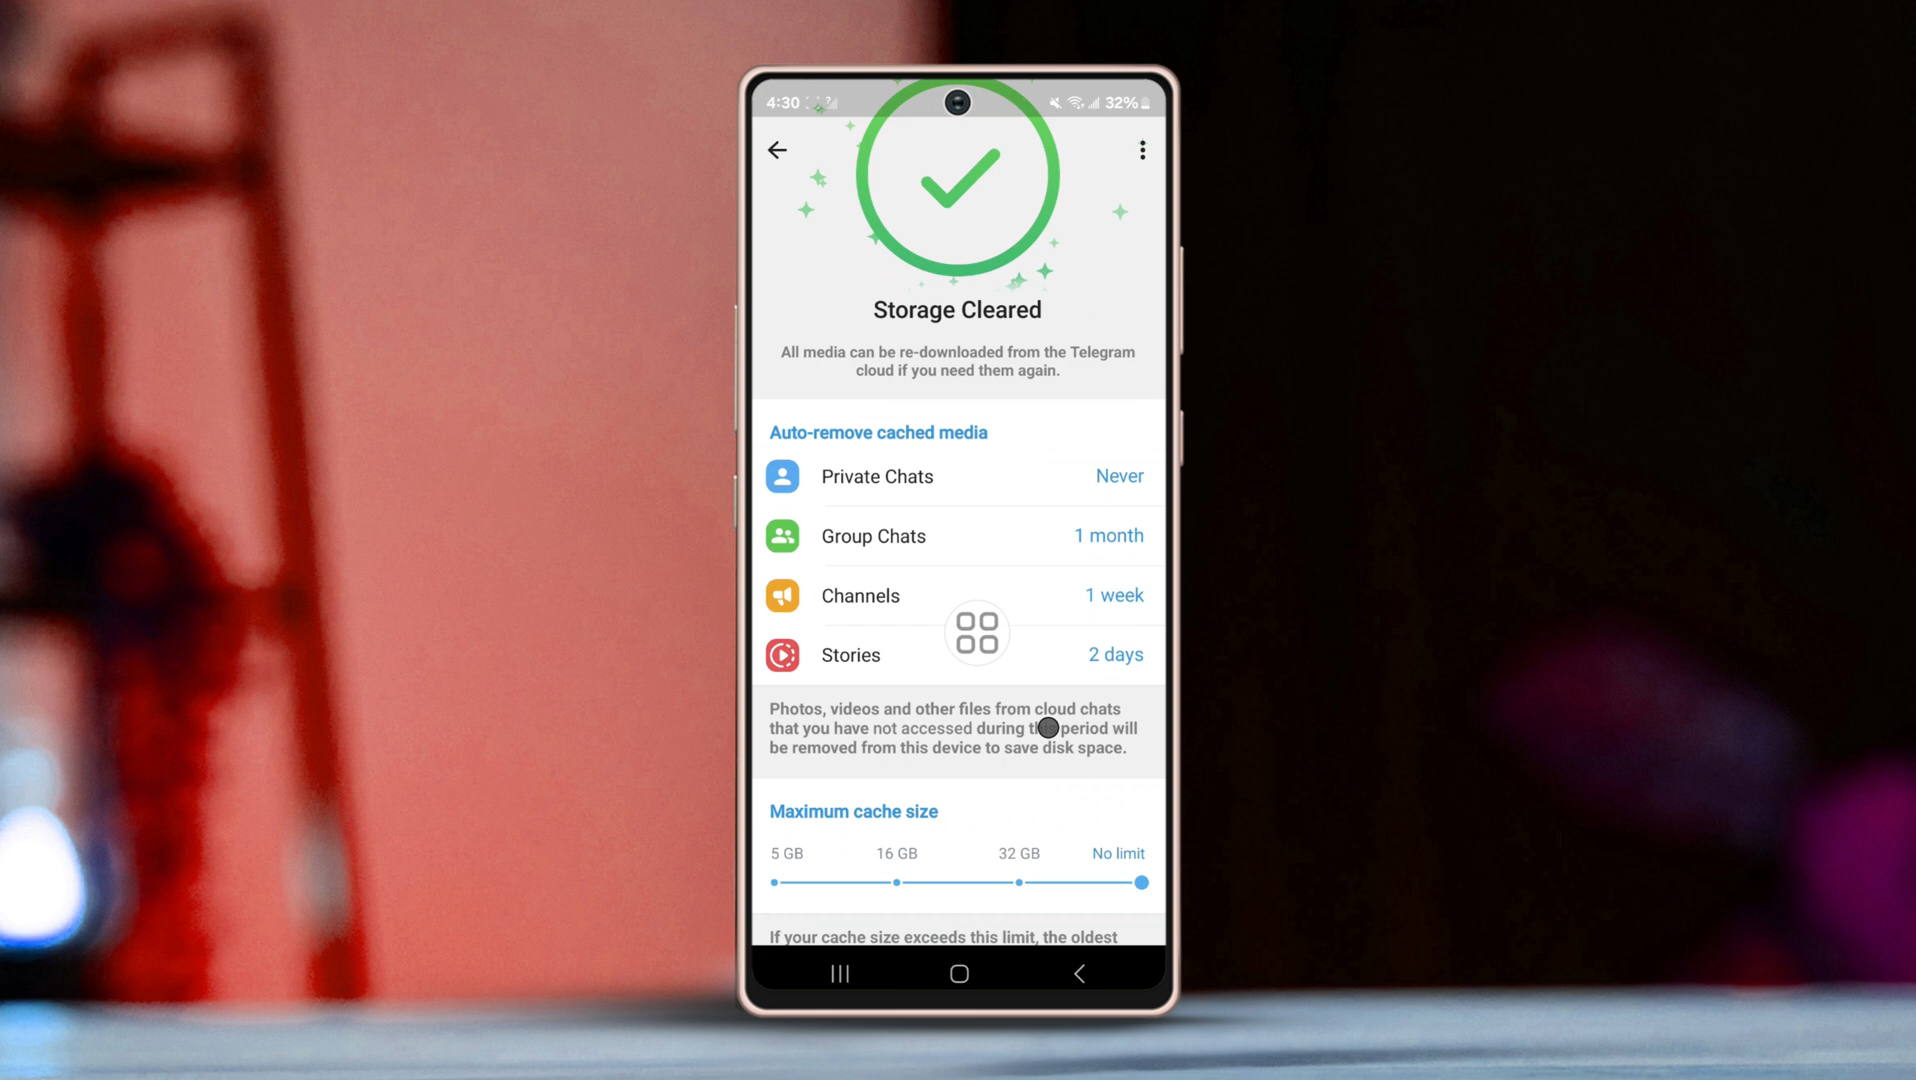 4:30 32%
Storage Cleared
All media can be re-downloaded from the Telegram
cloud if you need them again.
Auto-remove cached media
Private Chats Never
Group Chats 1 month
Channels 1 week
Stories 2 days
Photos, videos and other files from cloud chats
that you have not accessed during this period will
be removed from this device to save disk space.
Maximum cache size
5 GB 16 GB 32 GB No limit
If your cache size exceeds this limit, the oldest